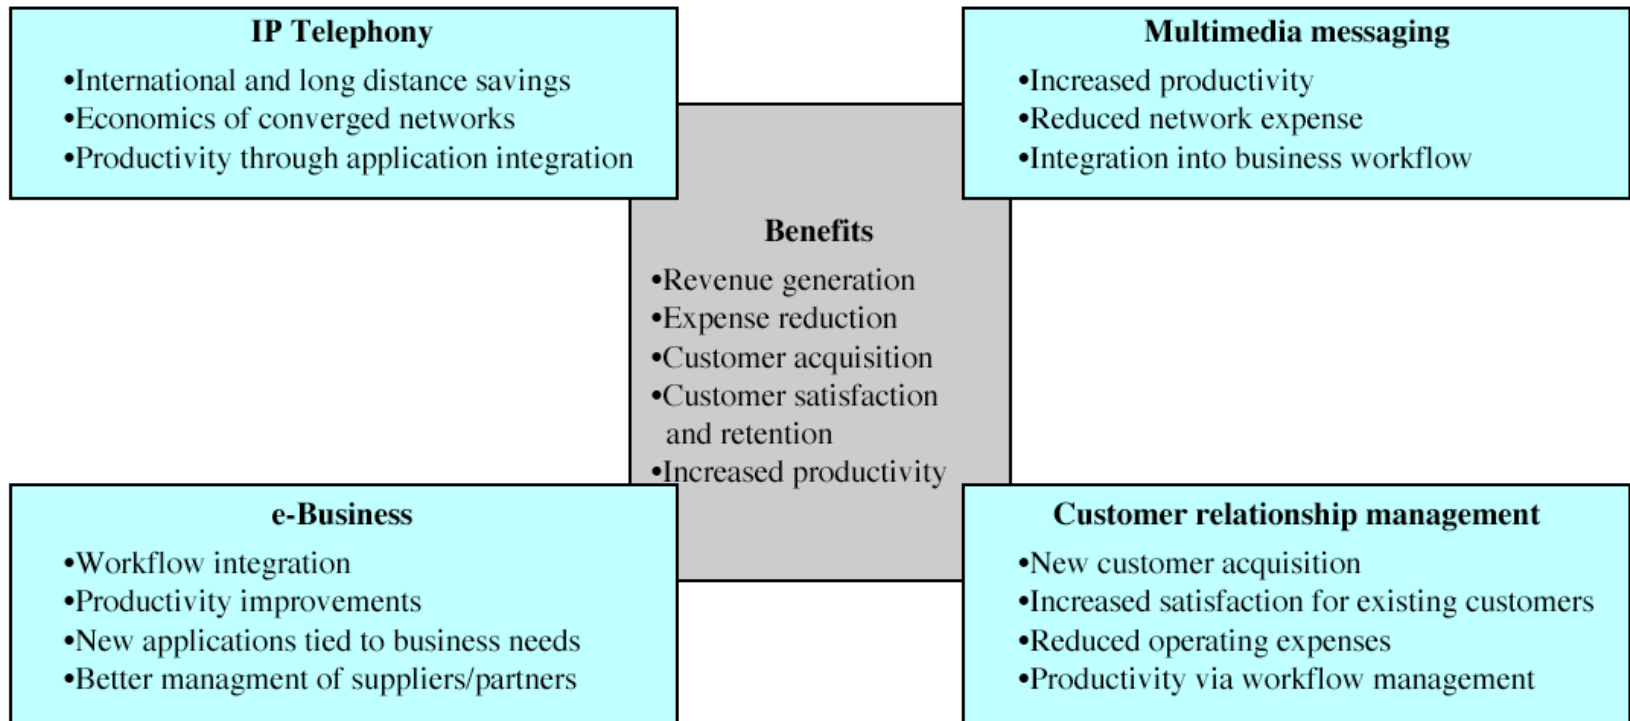 IP Telephony
•International and long distance savings
•Economics of converged networks
•Productivity through application integration
Multimedia messaging
•Increased productivity
•Reduced network expense
•Integration into business workflow
Benefits
•Revenue generation
•Expense reduction
•Customer acquisition
•Customer satisfaction
and retention
•Increased productivity
e-Business
•Workflow integration
•Productivity improvements
•New applications tied to business needs
•Better managment of suppliers/partners
Customer relationship management
•New customer acquisition
•Increased satisfaction for existing customers
•Reduced operating expenses
•Productivity via workflow management